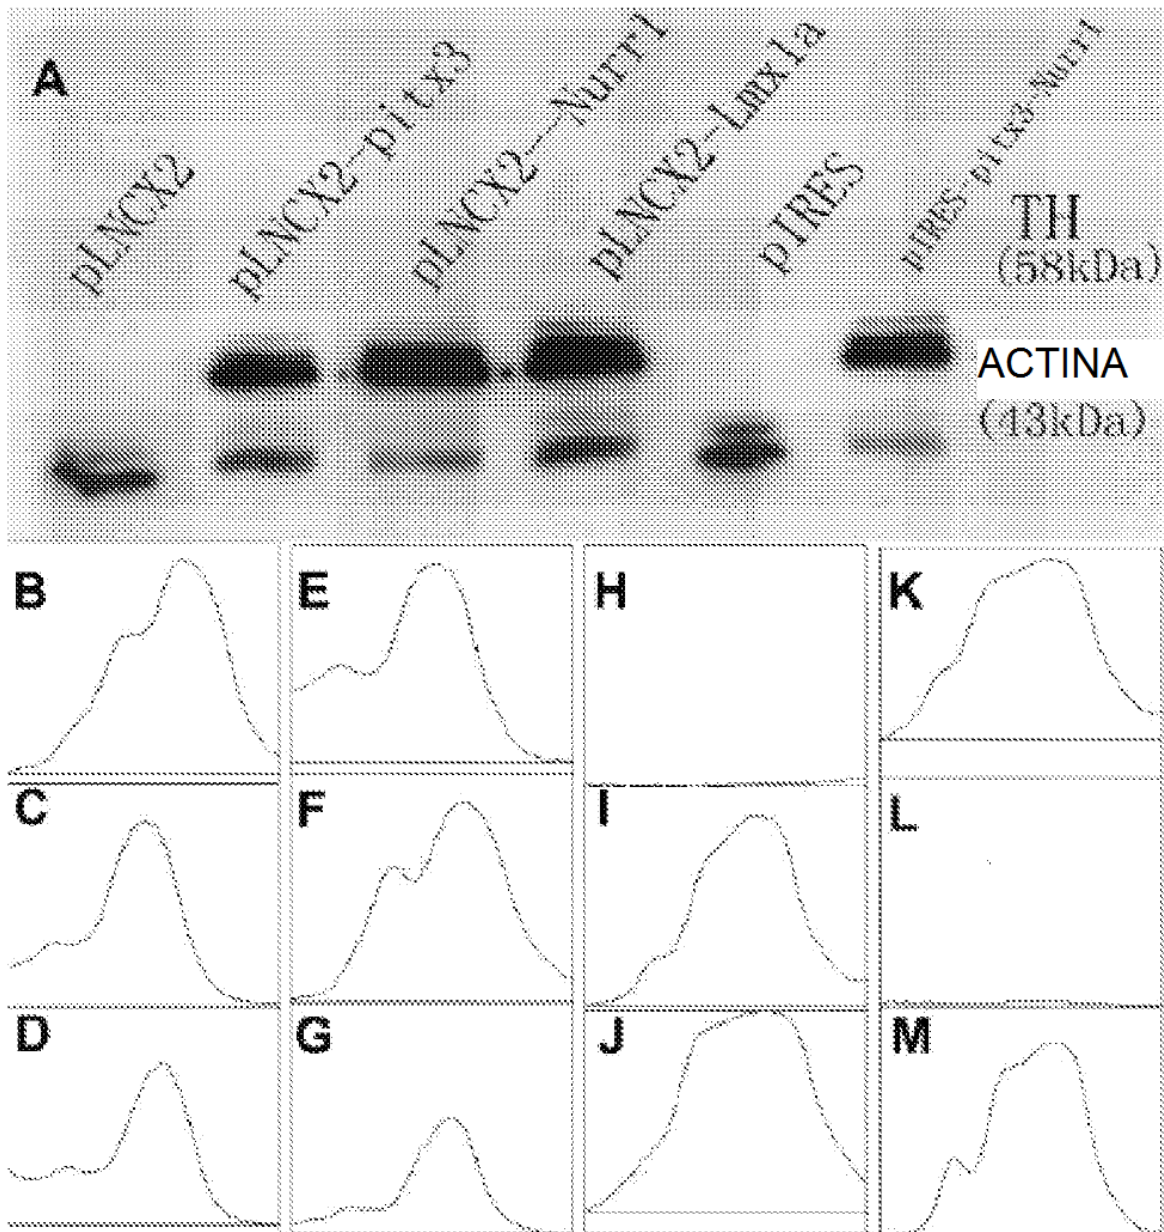 A
pLNCX2
pLNCX2-pitx3
pLNCX2--Nurr1
pLNCX2-Lmx1a
pIRES
pIRES-pitx3-Nurr1
TH
(58kDa)
ACTINA
(43kDa)
B
E
H
K
C
F
I
L
D
G
J
M